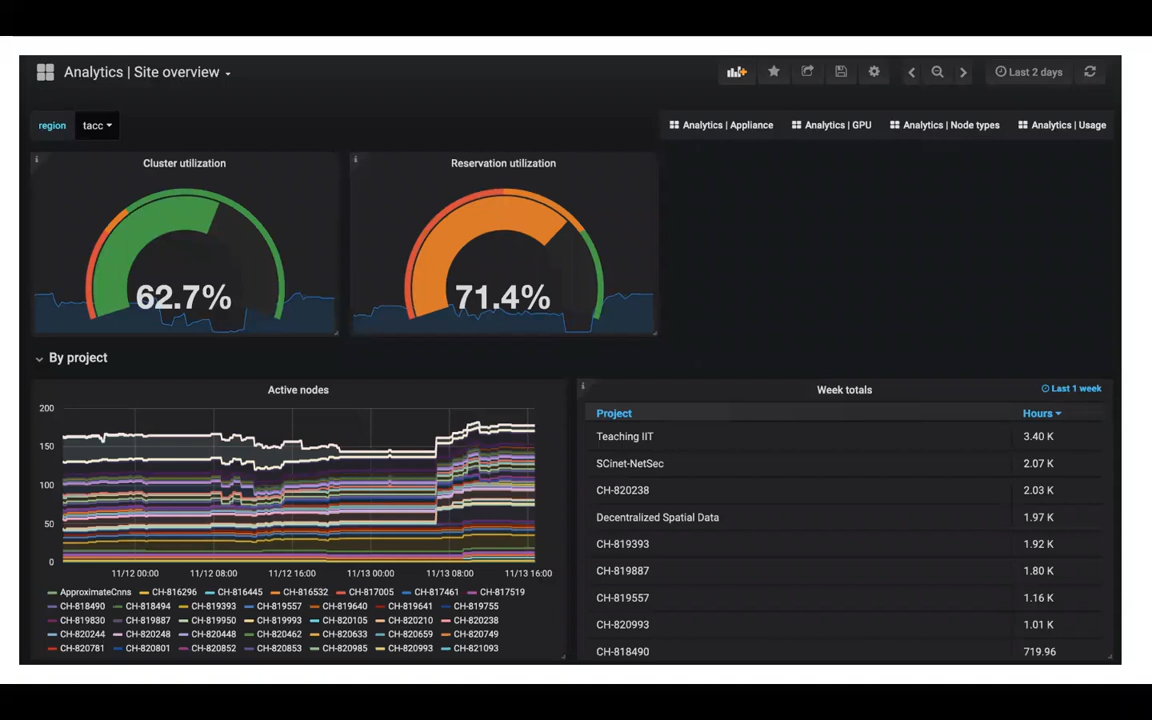 Analytics | Site overview
Last 2 days
region tacc
Analytics | Appliance Analytics | GPU Analytics | Node types Analytics | Usage
Cluster utilization
62.7%
Reservation utilization
71.4%
By project
Active nodes
200
150
100
50
0
11/12 00:00 11/12 08:00 11/12 16:00 11/13 00:00 11/13 08:00 11/13 16:00
ApproximateCnns CH-816296 CH-816445 CH-816532 CH-817005 CH-817461 CH-817519
CH-818490 CH-818494 CH-819393 CH-819557 CH-819640 CH-819641 CH-819755
CH-819830 CH-819887 CH-819950 CH-819993 CH-820105 CH-820210 CH-820238
CH-820244 CH-820248 CH-820448 CH-820462 CH-820633 CH-820659 CH-820749
CH-820781 CH-820801 CH-820852 CH-820853 CH-820985 CH-820993 CH-821093
Week totals
Last 1 week
Project Hours
Teaching IIT 3.40 K
SCinet-NetSec 2.07 K
CH-820238 2.03 K
Decentralized Spatial Data 1.97 K
CH-819393 1.92 K
CH-819887 1.80 K
CH-819557 1.16 K
CH-820993 1.01 K
CH-818490 719.96